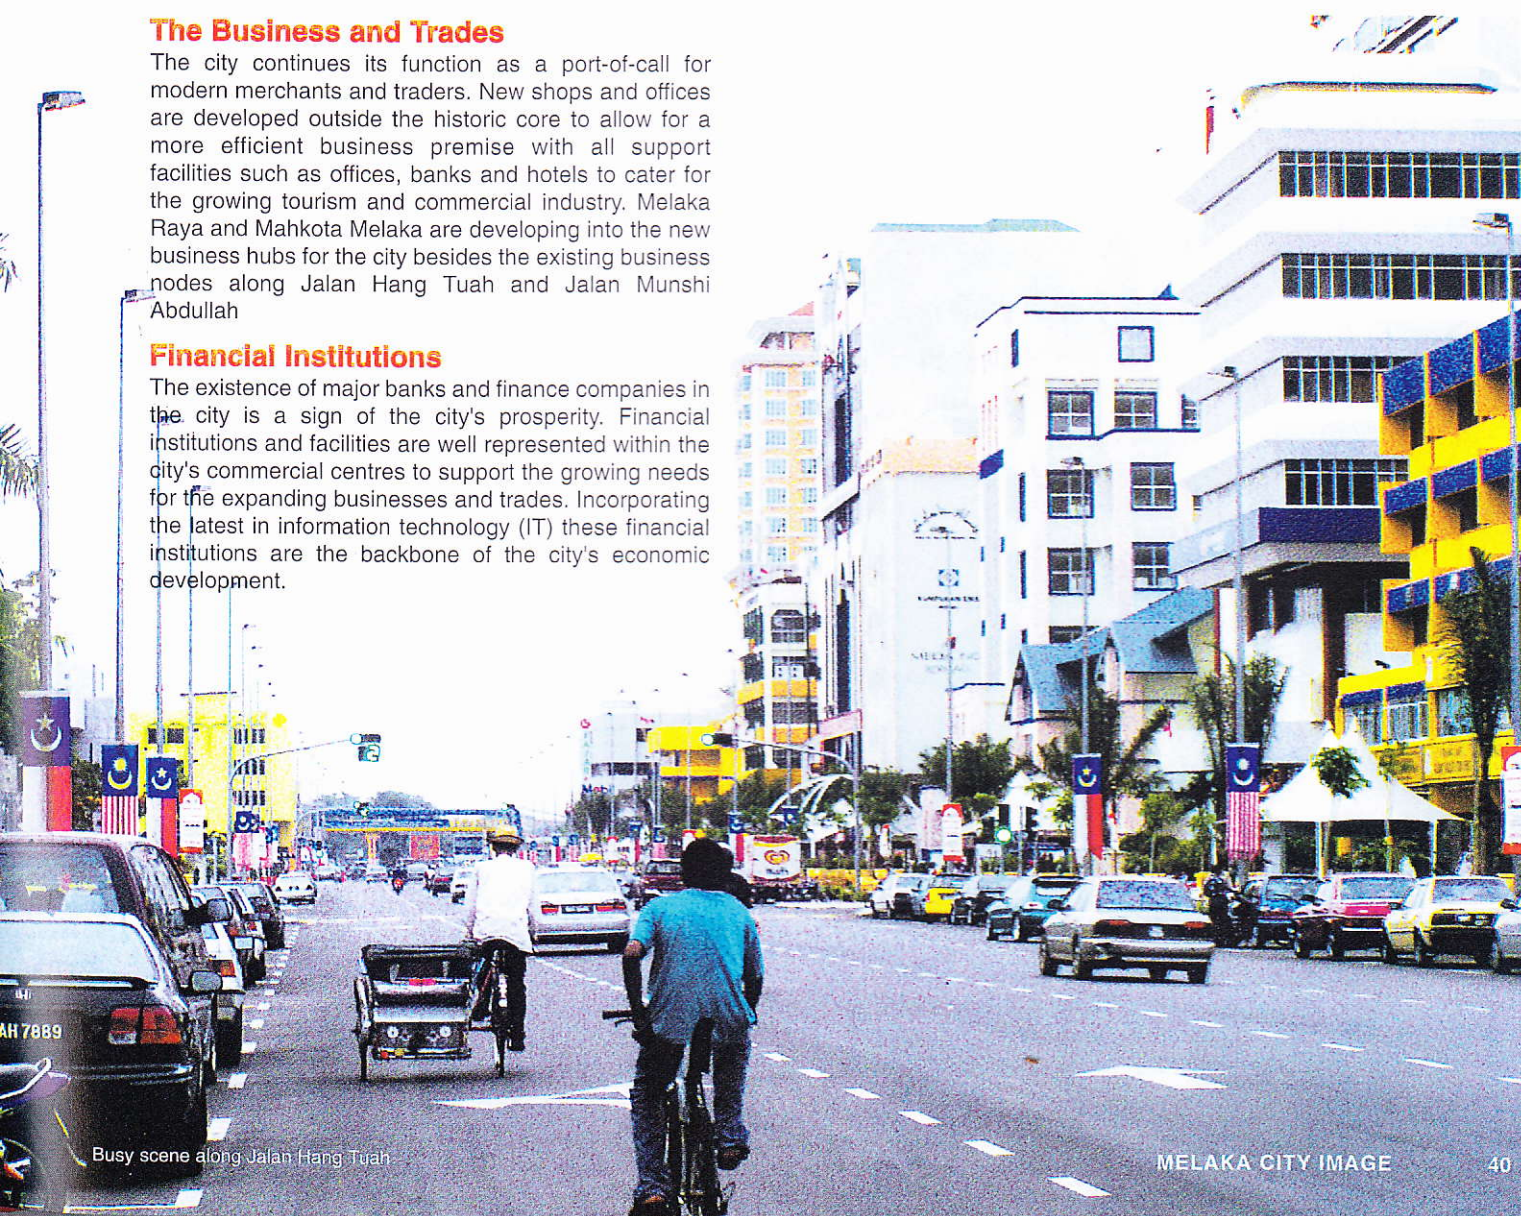 The Business and Trades
The city continues its function as a port-of-call for
modern merchants and traders. New shops and offices
are developed outside the historic core to allow for a
more efficient business premise with all support
facilities such as offices, banks and hotels to cater for
the growing tourism and commercial industry. Melaka
Raya and Mahkota Melaka are developing into the new
business hubs for the city besides the existing business
nodes along Jalan Hang Tuah and Jalan Munshi
Abdullah
Financial Institutions
The existence of major banks and finance companies in
the city is a sign of the city's prosperity. Financial
institutions and facilities are well represented within the
city's commercial centres to support the growing needs
for the expanding businesses and trades. Incorporating
the latest in information technology (IT) these financial
institutions are the backbone of the city's economic
development.
AH 7889
Busy scene along Jalan Hang Tuah
MELAKA CITY IMAGE 40